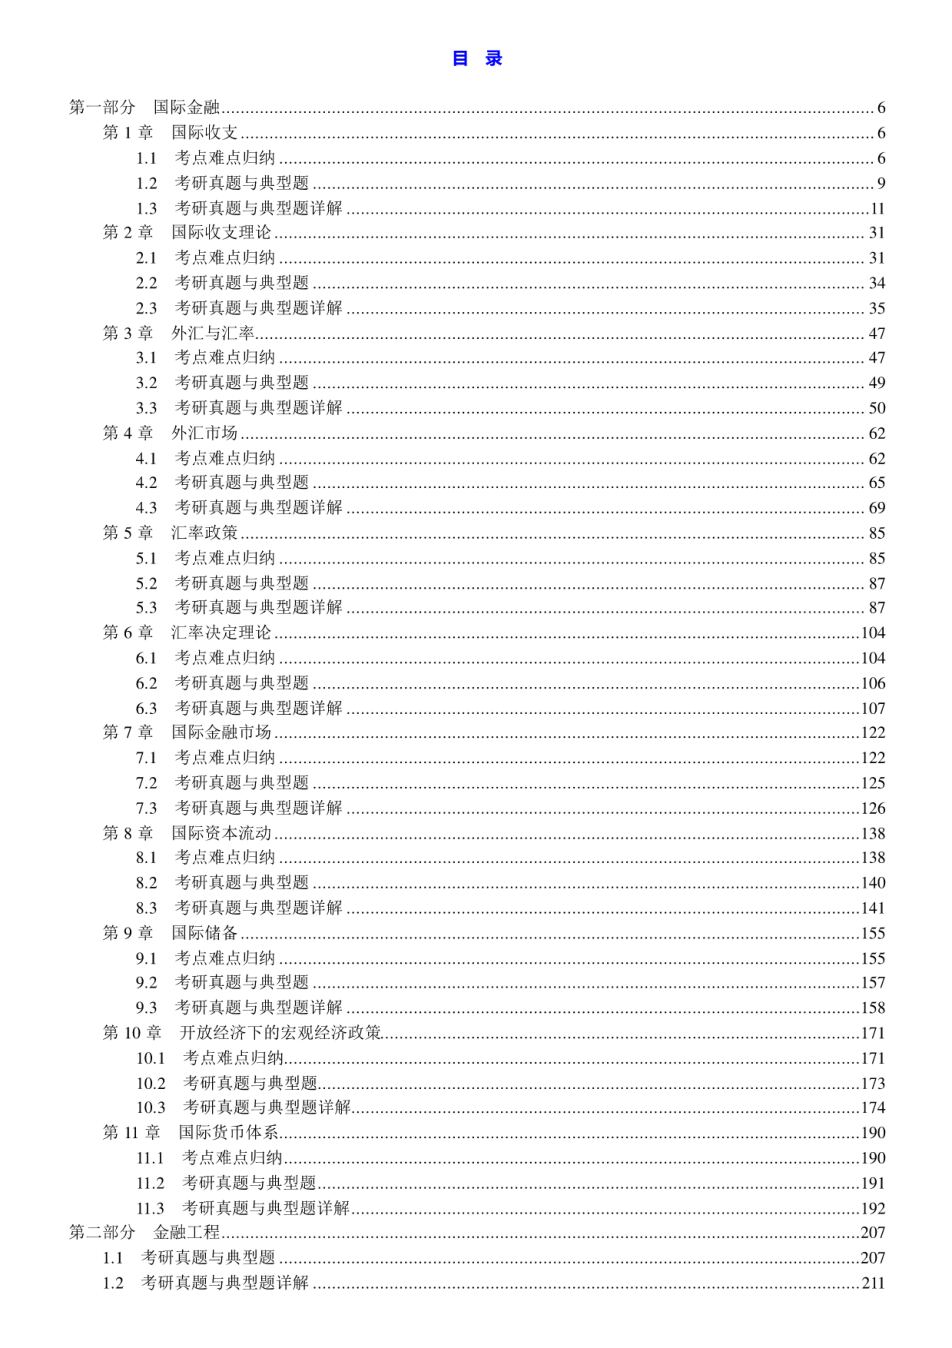 目 录
第一部分 国际金融........................6
第 1 章 国际收支........................6
1.1 考点难点归纳........................6
1.2 考研真题与典型题........................9
1.3 考研真题与典型题详解........................11
第 2 章 国际收支理论........................31
2.1 考点难点归纳........................31
2.2 考研真题与典型题........................34
2.3 考研真题与典型题详解........................35
第 3 章 外汇与汇率........................47
3.1 考点难点归纳........................47
3.2 考研真题与典型题........................49
3.3 考研真题与典型题详解........................50
第 4 章 外汇市场........................62
4.1 考点难点归纳........................62
4.2 考研真题与典型题........................65
4.3 考研真题与典型题详解........................69
第 5 章 汇率政策........................85
5.1 考点难点归纳........................85
5.2 考研真题与典型题........................87
5.3 考研真题与典型题详解........................87
第 6 章 汇率决定理论........................104
6.1 考点难点归纳........................104
6.2 考研真题与典型题........................106
6.3 考研真题与典型题详解........................107
第 7 章 国际金融市场........................122
7.1 考点难点归纳........................122
7.2 考研真题与典型题........................125
7.3 考研真题与典型题详解........................126
第 8 章 国际资本流动........................138
8.1 考点难点归纳........................138
8.2 考研真题与典型题........................140
8.3 考研真题与典型题详解........................141
第 9 章 国际储备........................155
9.1 考点难点归纳........................155
9.2 考研真题与典型题........................157
9.3 考研真题与典型题详解........................158
第 10 章 开放经济下的宏观经济政策........................171
10.1 考点难点归纳........................171
10.2 考研真题与典型题........................173
10.3 考研真题与典型题详解........................174
第 11 章 国际货币体系........................190
11.1 考点难点归纳........................190
11.2 考研真题与典型题........................191
11.3 考研真题与典型题详解........................192
第二部分 金融工程........................207
1.1 考研真题与典型题........................207
1.2 考研真题与典型题详解........................211